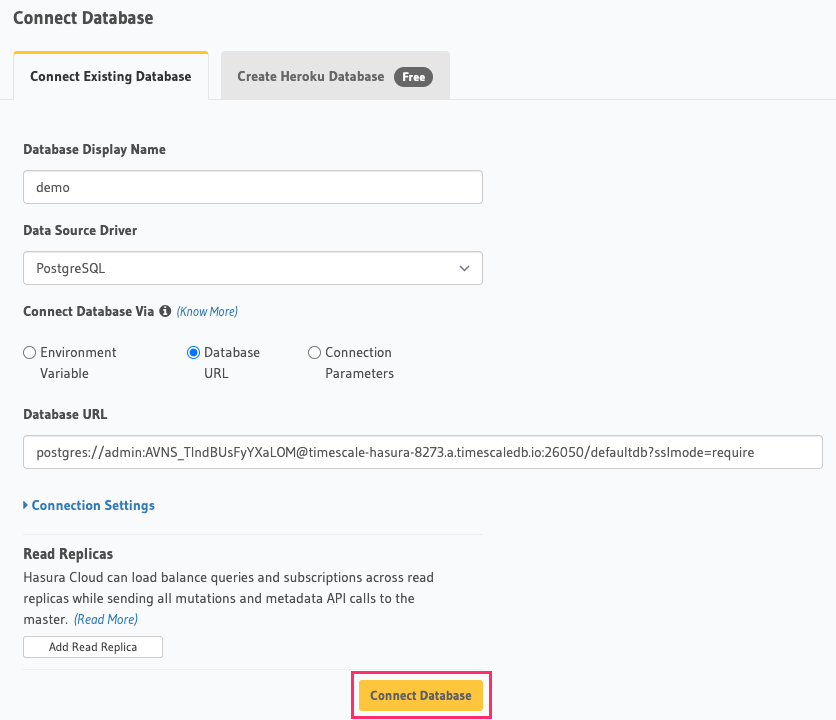 Connect Database
Connect Existing Database
Create Heroku Database Free
Database Display Name
demo
Data Source Driver
PostgreSQL
Connect Database Via (Know More)
Environment Variable
Database URL
Connection Parameters
Database URL
postgres://admin:AVNS_TlndBUsFyYXaLOM@timescale-hasura-8273.a.timescaledb.io:26050/defaultdb?sslmode=require
Connection Settings
Read Replicas
Hasura Cloud can load balance queries and subscriptions across read
replicas while sending all mutations and metadata API calls to the
master. (Read More)
Add Read Replica
Connect Database